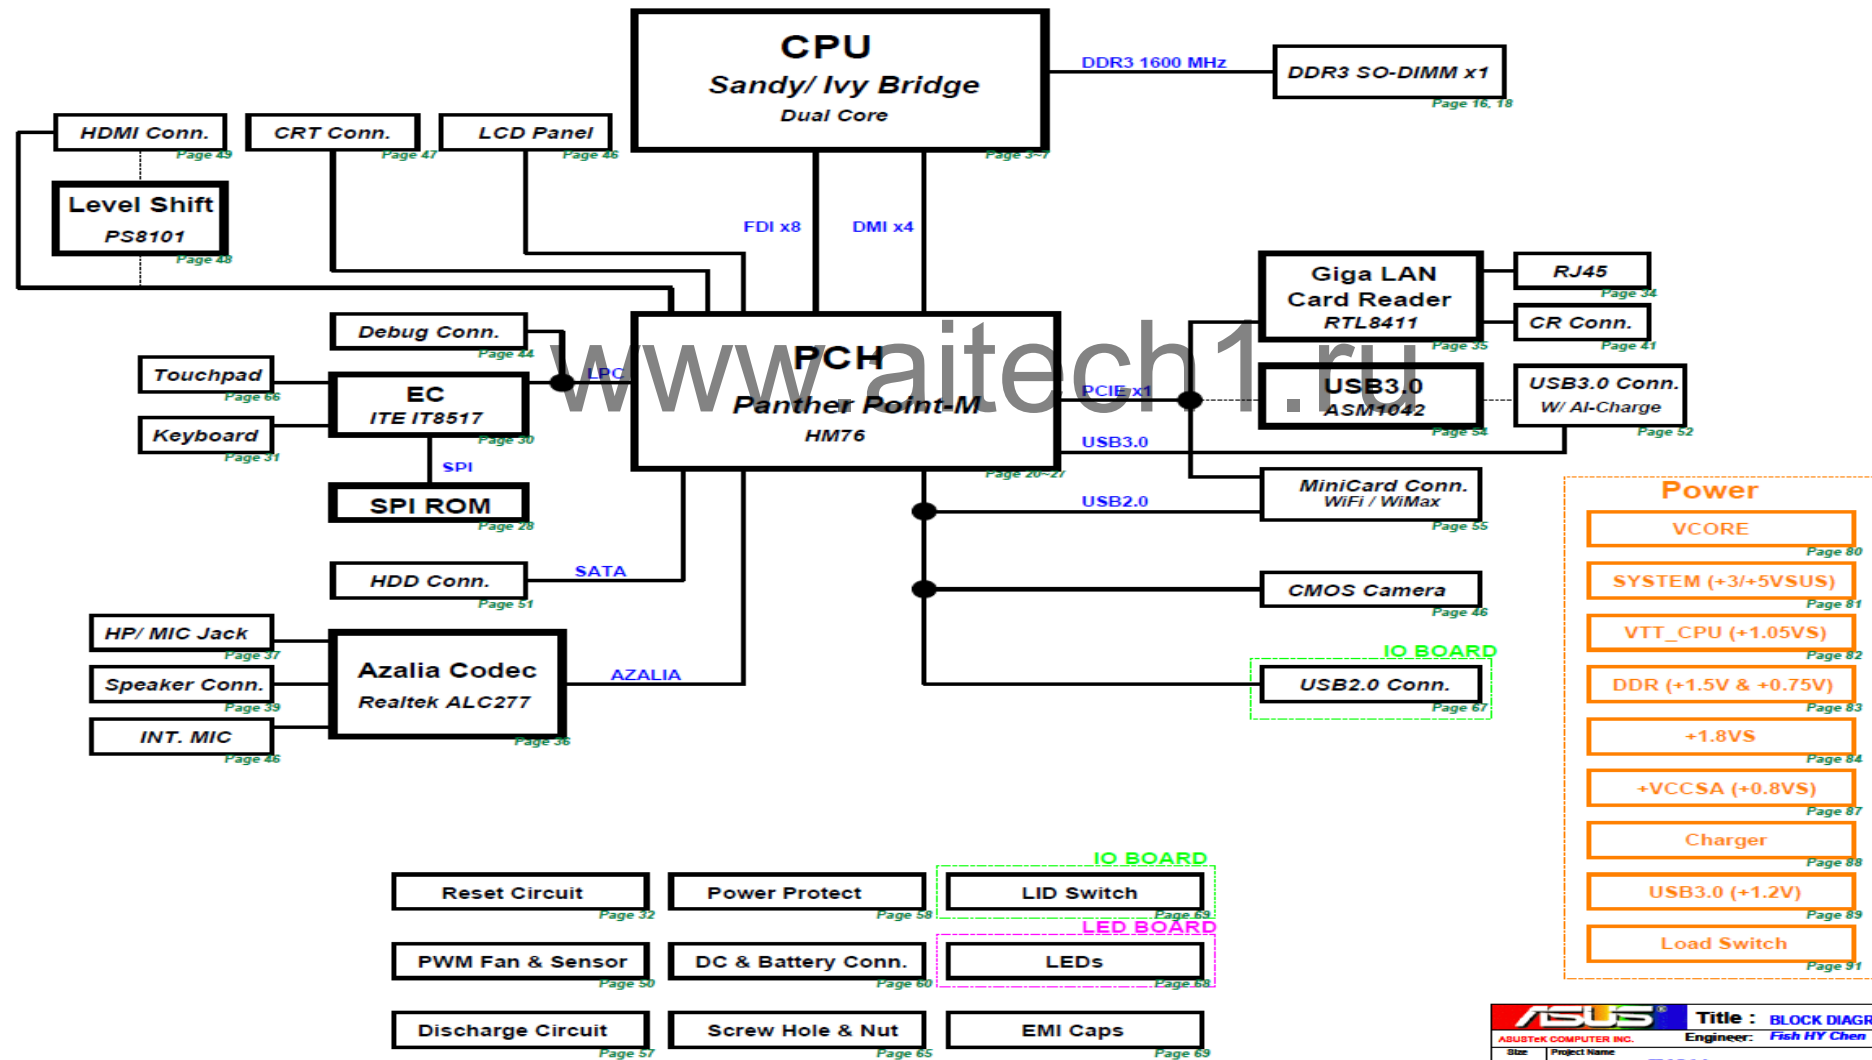 CPU
Sandy/ Ivy Bridge
Dual Core
Page 3~7
DDR3 1600 MHz
DDR3 SO-DIMM x1
Page 16, 18
HDMI Conn.
Page 49
CRT Conn.
Page 47
LCD Panel
Page 46
Level Shift
PS8101
Page 48
FDI x8
DMI x4
Giga LAN
Card Reader
RTL8411
Page 35
RJ45
Page 34
CR Conn.
Page 41
Debug Conn.
Page 44
LPC
PCH
Panther Point-M
HM76
Page 20~27
www.aitech1.ru
PCIE x1
USB3.0
ASM1042
Page 54
USB3.0 Conn.
W/ AI-Charge
Page 52
Touchpad
Page 66
EC
ITE IT8517
Page 30
Keyboard
Page 31
SPI
SPI ROM
Page 28
USB3.0
USB2.0
MiniCard Conn.
WiFi / WiMax
Page 55
HDD Conn.
Page 51
SATA
CMOS Camera
Page 46
HP/ MIC Jack
Page 37
Speaker Conn.
Page 39
INT. MIC
Page 46
Azalia Codec
Realtek ALC277
Page 36
AZALIA
IO BOARD
USB2.0 Conn.
Page 67
Power
VCORE
Page 80
SYSTEM (+3/+5VSUS)
Page 81
VTT_CPU (+1.05VS)
Page 82
DDR (+1.5V & +0.75V)
Page 83
+1.8VS
Page 84
+VCCSA (+0.8VS)
Page 87
Charger
Page 88
USB3.0 (+1.2V)
Page 89
Load Switch
Page 91
Reset Circuit
Page 32
Power Protect
Page 58
IO BOARD
LID Switch
Page 69
PWM Fan & Sensor
Page 50
DC & Battery Conn.
Page 60
LED BOARD
LEDs
Page 68
Discharge Circuit
Page 57
Screw Hole & Nut
Page 65
EMI Caps
Page 69
ASUS®
ASUSTeK COMPUTER INC.
Title : BLOCK DIAGR
Engineer: Fish HY Chen
Size
Project Name